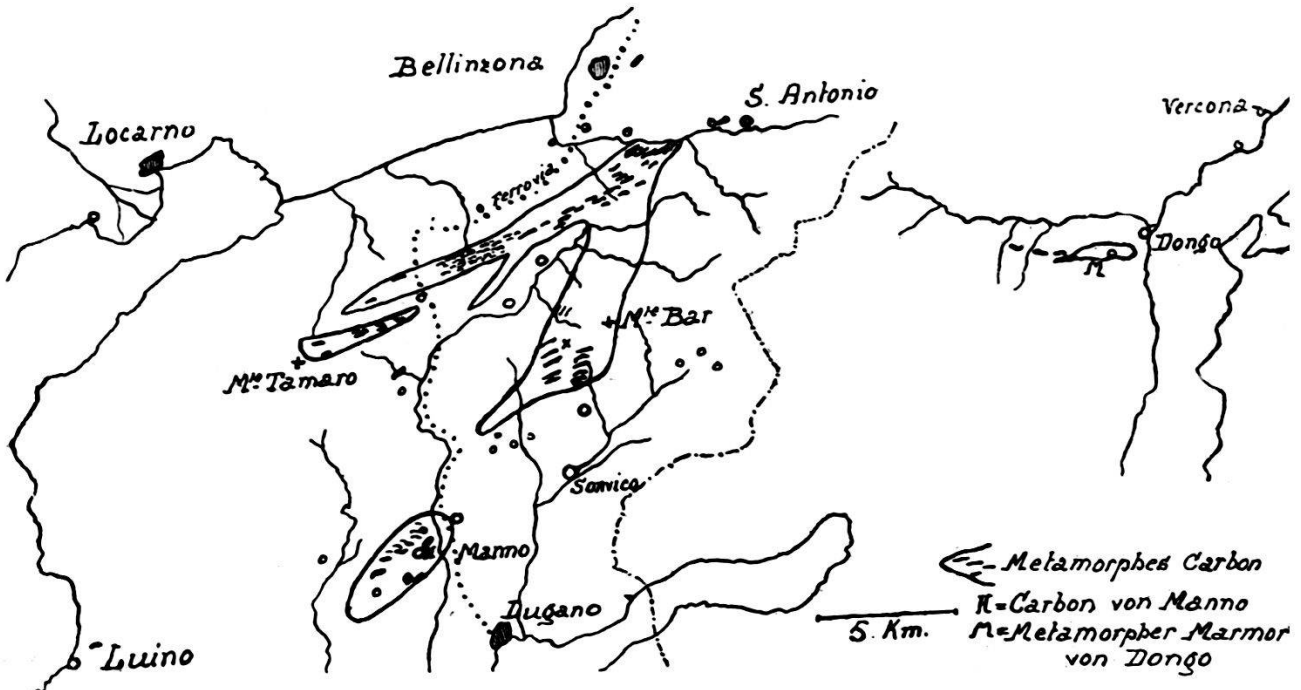 Bellinzona
S. Antonio
Vercona
Locarno
Ferrovia
Dongo
M
Mte Bar
Mte Tamaro
Sonvico
Manno
Lugano
Luino
Metamorphes Carbon
5. Km.
H=Carbon von Manno
M=Metamorpher Marmor
von Dongo